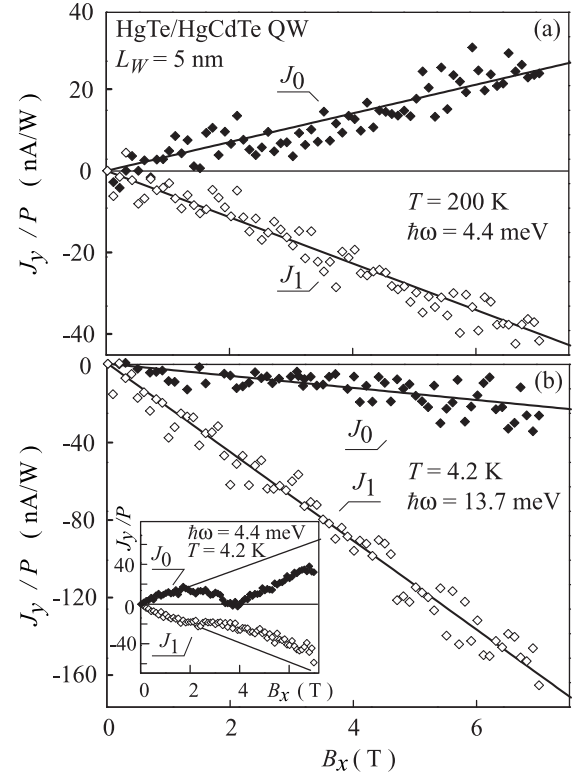 40
HgTe/HgCdTe QW
(a)
L_W = 5 nm
J_0
20
0
T = 200 K
ħω = 4.4 meV
-20
J_1
-40
J_y / P ( nA/W)
0
(b)
J_0
-40
T = 4.2 K
J_1
ħω = 13.7 meV
-80
-120
-160
J_y / P ( nA/W)
J_y /P
ħω = 4.4 meV
T = 4.2 K
40
J_0
0
J_1
-40
0 2 4 B_x ( T )
0 2 4 6
B_x ( T )